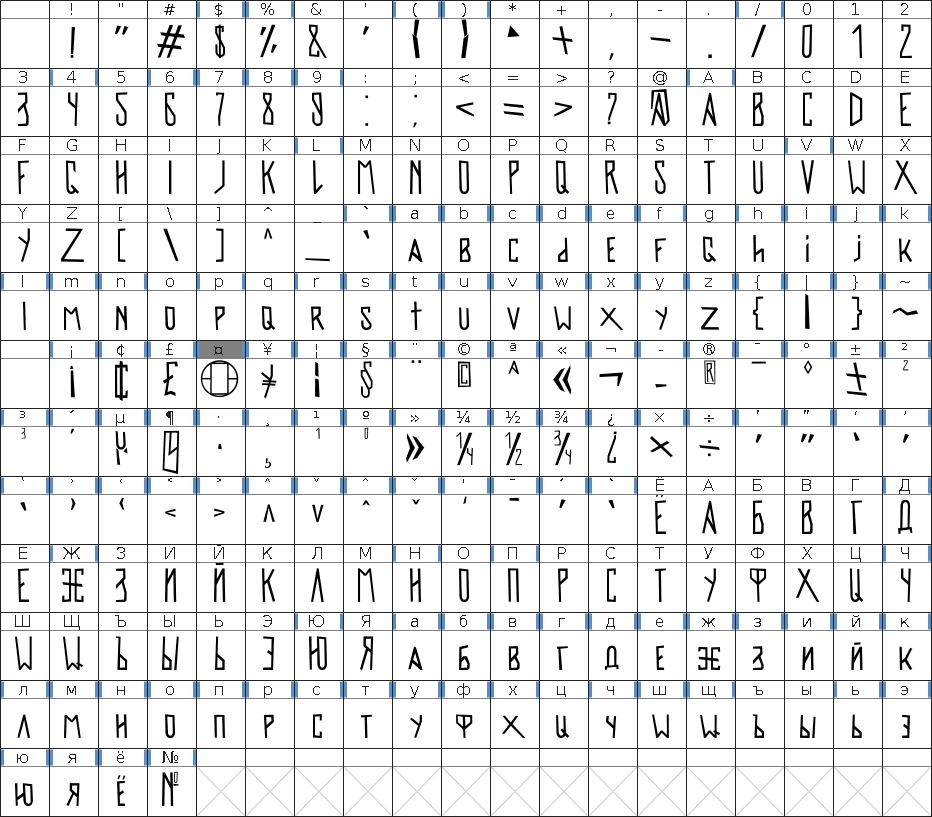 ! " # $ % & ' ( ) * + , - . / 0 1 2
! " # $ % & ' ( ) * + , - . / 0 1 2
3 4 5 6 7 8 9 : ; < = > ? @ A B C D E
3 4 5 6 7 8 9 : ; < = > ? @ A B C D E
F G H I J K L M N O P Q R S T U V W X
F G H I J K L M N O P Q R S T U V W X
Y Z [ \ ] ^ _ ` a b c d e f g h i j k
Y Z [ \ ] ^ _ ` a b c d e f g h i j k
l m n o p q r s t u v w x y z { | } ~
l m n o p q r s t u v w x y z { | } ~
¡ ¢ £ ¤ ¥ ¦ § ¨ © ª « ¬ - ® ¯ ° ± ²
¡ ¢ £ ¤ ¥ ¦ § ¨ © ª « ¬ - ® ¯ ° ± ²
³ ´ µ ¶ · ¸ ¹ º » ¼ ½ ¾ ¿ × ÷ ʹ ʺ ʻ ʼ
³ ´ µ ¶ · ¸ ¹ º » ¼ ½ ¾ ¿ × ÷ ʹ ʺ ʻ ʼ
ʽ ʾ ʿ ˂ ˃ ˄ ˅ ˆ ˇ ˈ ˉ ˊ ˋ Ё А Б В Г Д
ʽ ʾ ʿ ˂ ˃ ˄ ˅ ˆ ˇ ˈ ˉ ˊ ˋ Ё А Б В Г Д
Е Ж З И Й К Л М Н О П Р С Т У Ф Х Ц Ч
Е Ж З И Й К Л М Н О П Р С Т У Ф Х Ц Ч
Ш Щ Ъ Ы Ь Э Ю Я а б в г д е ж з и й к
Ш Щ Ъ Ы Ь Э Ю Я а б в г д е ж з и й к
л м н о п р с т у ф х ц ч ш щ ъ ы ь э
л м н о п р с т у ф х ц ч ш щ ъ ы ь э
ю я ё №
ю я ё №